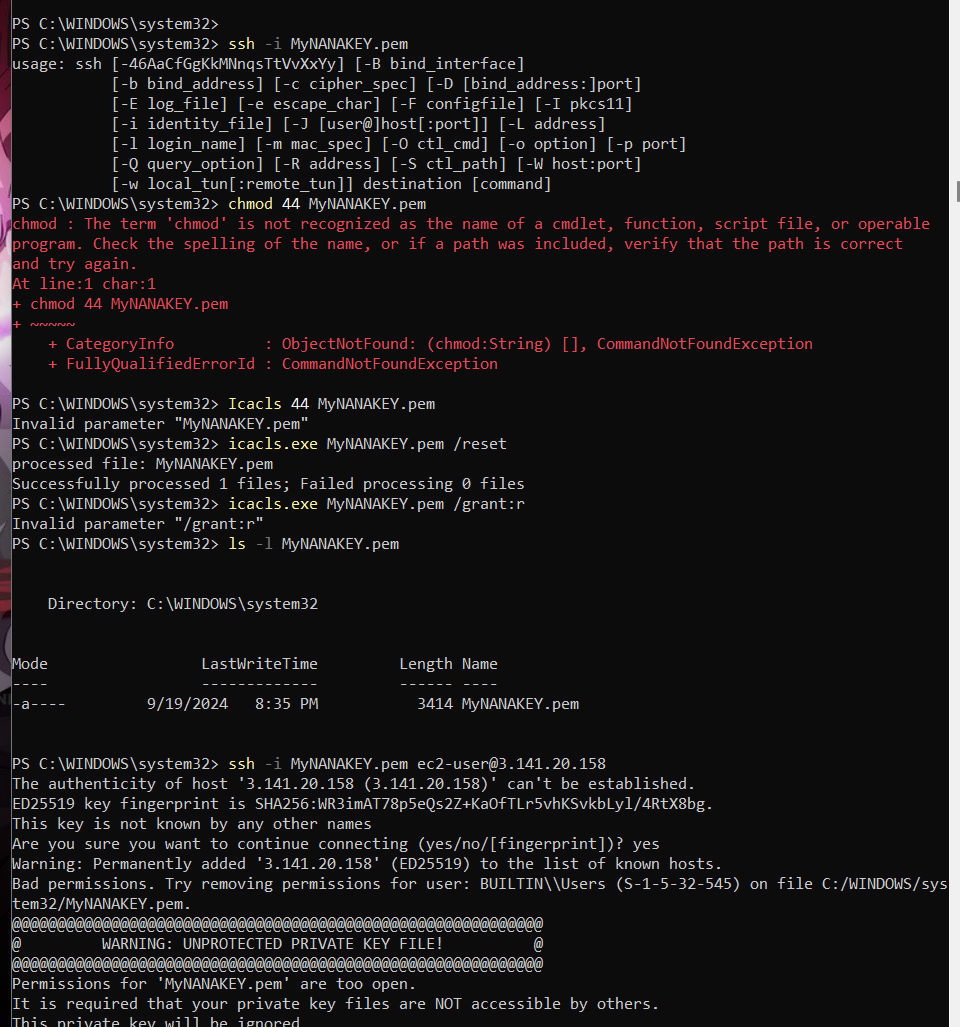 PS C:\WINDOWS\system32>
PS C:\WINDOWS\system32> ssh -i MyNANAKEY.pem
usage: ssh [-46AaCfGgKkMNnqsTtVvXxYy] [-B bind_interface]
           [-b bind_address] [-c cipher_spec] [-D [bind_address:]port]
           [-E log_file] [-e escape_char] [-F configfile] [-I pkcs11]
           [-i identity_file] [-J [user@]host[:port]] [-L address]
           [-l login_name] [-m mac_spec] [-O ctl_cmd] [-o option] [-p port]
           [-Q query_option] [-R address] [-S ctl_path] [-W host:port]
           [-w local_tun[:remote_tun]] destination [command]
PS C:\WINDOWS\system32> chmod 44 MyNANAKEY.pem
chmod : The term 'chmod' is not recognized as the name of a cmdlet, function, script file, or operable
program. Check the spelling of the name, or if a path was included, verify that the path is correct
and try again.
At line:1 char:1
+ chmod 44 MyNANAKEY.pem
+ ~~~~~
    + CategoryInfo          : ObjectNotFound: (chmod:String) [], CommandNotFoundException
    + FullyQualifiedErrorId : CommandNotFoundException

PS C:\WINDOWS\system32> Icacls 44 MyNANAKEY.pem
Invalid parameter "MyNANAKEY.pem"
PS C:\WINDOWS\system32> icacls.exe MyNANAKEY.pem /reset
processed file: MyNANAKEY.pem
Successfully processed 1 files; Failed processing 0 files
PS C:\WINDOWS\system32> icacls.exe MyNANAKEY.pem /grant:r
Invalid parameter "/grant:r"
PS C:\WINDOWS\system32> ls -l MyNANAKEY.pem

    Directory: C:\WINDOWS\system32

Mode                 LastWriteTime         Length Name
----                 -------------         ------ ----
-a----         9/19/2024   8:35 PM           3414 MyNANAKEY.pem

PS C:\WINDOWS\system32> ssh -i MyNANAKEY.pem ec2-user@3.141.20.158
The authenticity of host '3.141.20.158 (3.141.20.158)' can't be established.
ED25519 key fingerprint is SHA256:WR3imAT78p5eQs2Z+KaOfTLr5vhKSvkbLyl/4RtX8bg.
This key is not known by any other names
Are you sure you want to continue connecting (yes/no/[fingerprint])? yes
Warning: Permanently added '3.141.20.158' (ED25519) to the list of known hosts.
Bad permissions. Try removing permissions for user: BUILTIN\\Users (S-1-5-32-545) on file C:/WINDOWS/sys
tem32/MyNANAKEY.pem.
@@@@@@@@@@@@@@@@@@@@@@@@@@@@@@@@@@@@@@@@@@@@@@@@@@@@@@@@@@@
@         WARNING: UNPROTECTED PRIVATE KEY FILE!          @
@@@@@@@@@@@@@@@@@@@@@@@@@@@@@@@@@@@@@@@@@@@@@@@@@@@@@@@@@@@
Permissions for 'MyNANAKEY.pem' are too open.
It is required that your private key files are NOT accessible by others.
This private key will be ignored